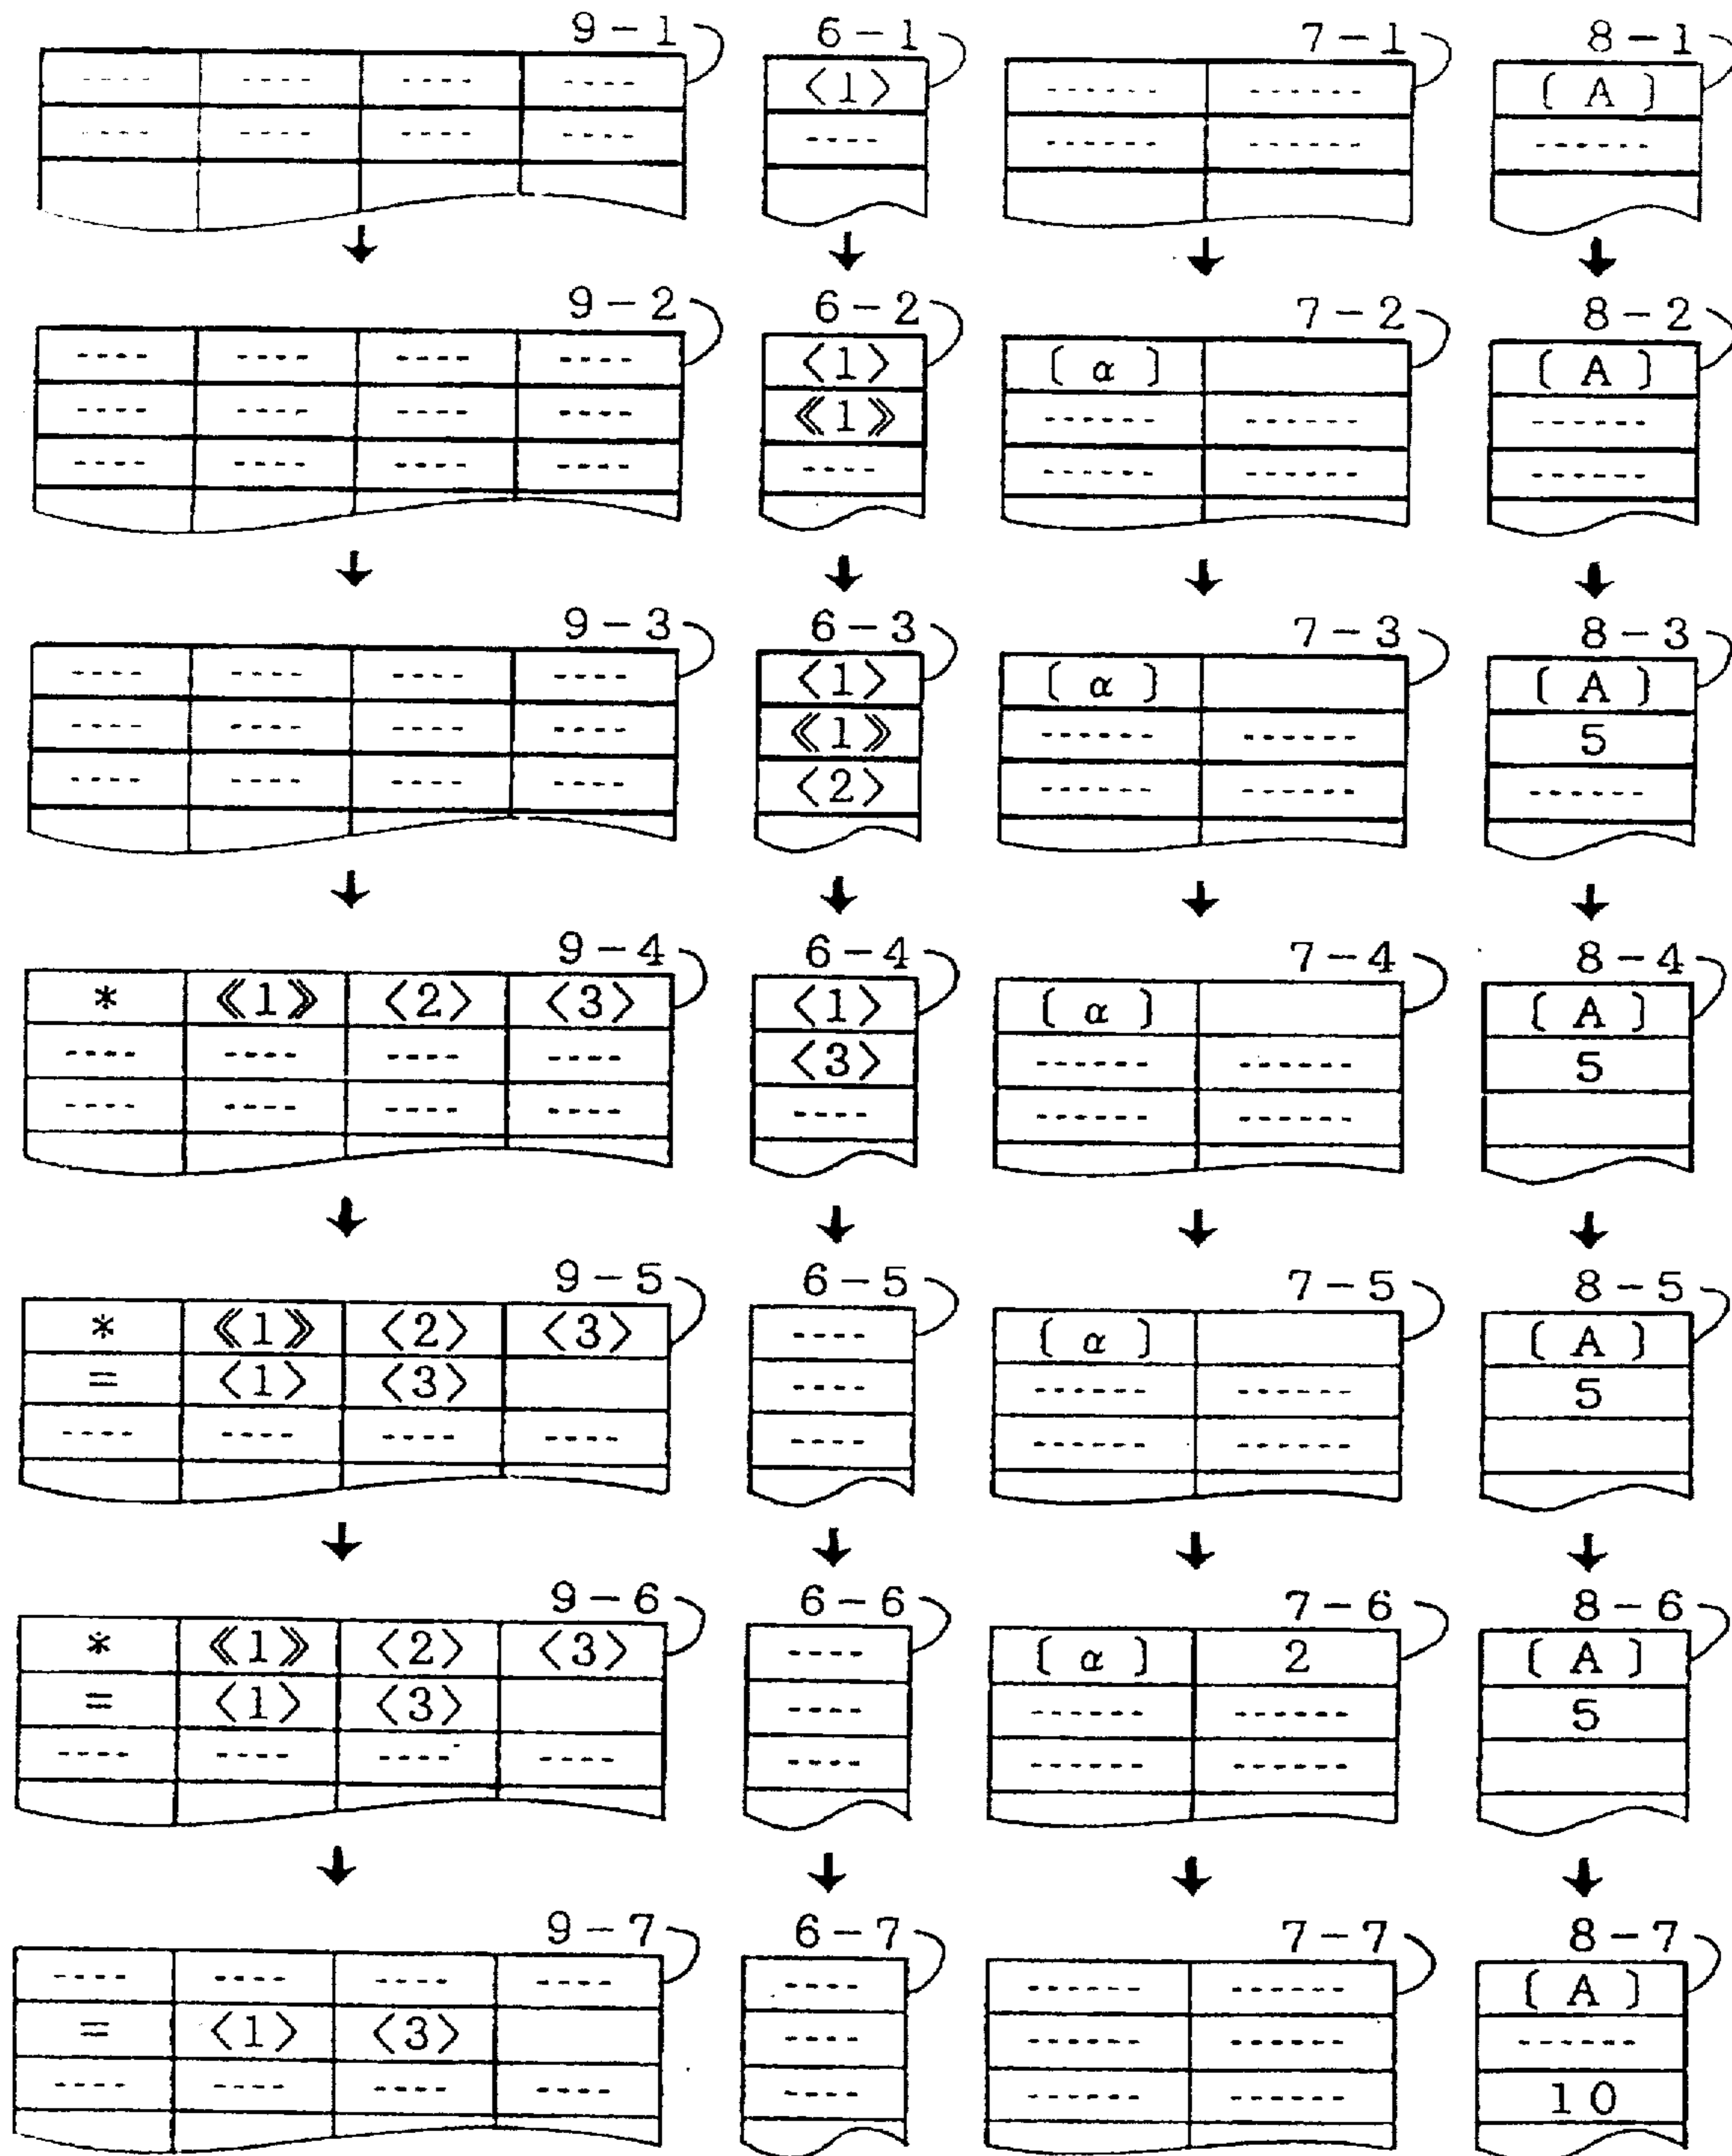 9-1 6-1 7-1 8-1
---- ---- ---- ---- 〈1〉 ------ ------ [ A ]
---- ---- ---- ---- ---- ------ ------ ------
9-2 6-2 7-2 8-2
---- ---- ---- ---- 〈1〉 [ α ] [ A ]
---- ---- ---- ---- 《1》 ------ ------ ------
---- ---- ---- ---- ---- ------ ------ ------
9-3 6-3 7-3 8-3
---- ---- ---- ---- 〈1〉 [ α ] [ A ]
---- ---- ---- ---- 《1》 ------ ------ 5
---- ---- ---- ---- 〈2〉 ------ ------ ------
9-4 6-4 7-4 8-4
* 《1》 〈2〉 〈3〉 〈1〉 [ α ] [ A ]
---- ---- ---- ---- 〈3〉 ------ ------ 5
---- ---- ---- ---- ---- ------ ------
9-5 6-5 7-5 8-5
* 《1》 〈2〉 〈3〉 ---- [ α ] [ A ]
= 〈1〉 〈3〉 ---- ------ ------ 5
---- ---- ---- ---- ---- ------ ------
9-6 6-6 7-6 8-6
* 《1》 〈2〉 〈3〉 ---- [ α ] 2 [ A ]
= 〈1〉 〈3〉 ---- ------ ------ 5
---- ---- ---- ---- ---- ------ ------
9-7 6-7 7-7 8-7
---- ---- ---- ---- ---- ------ ------ [ A ]
= 〈1〉 〈3〉 ---- ------ ------ ------
---- ---- ---- ---- ---- ------ ------ 10